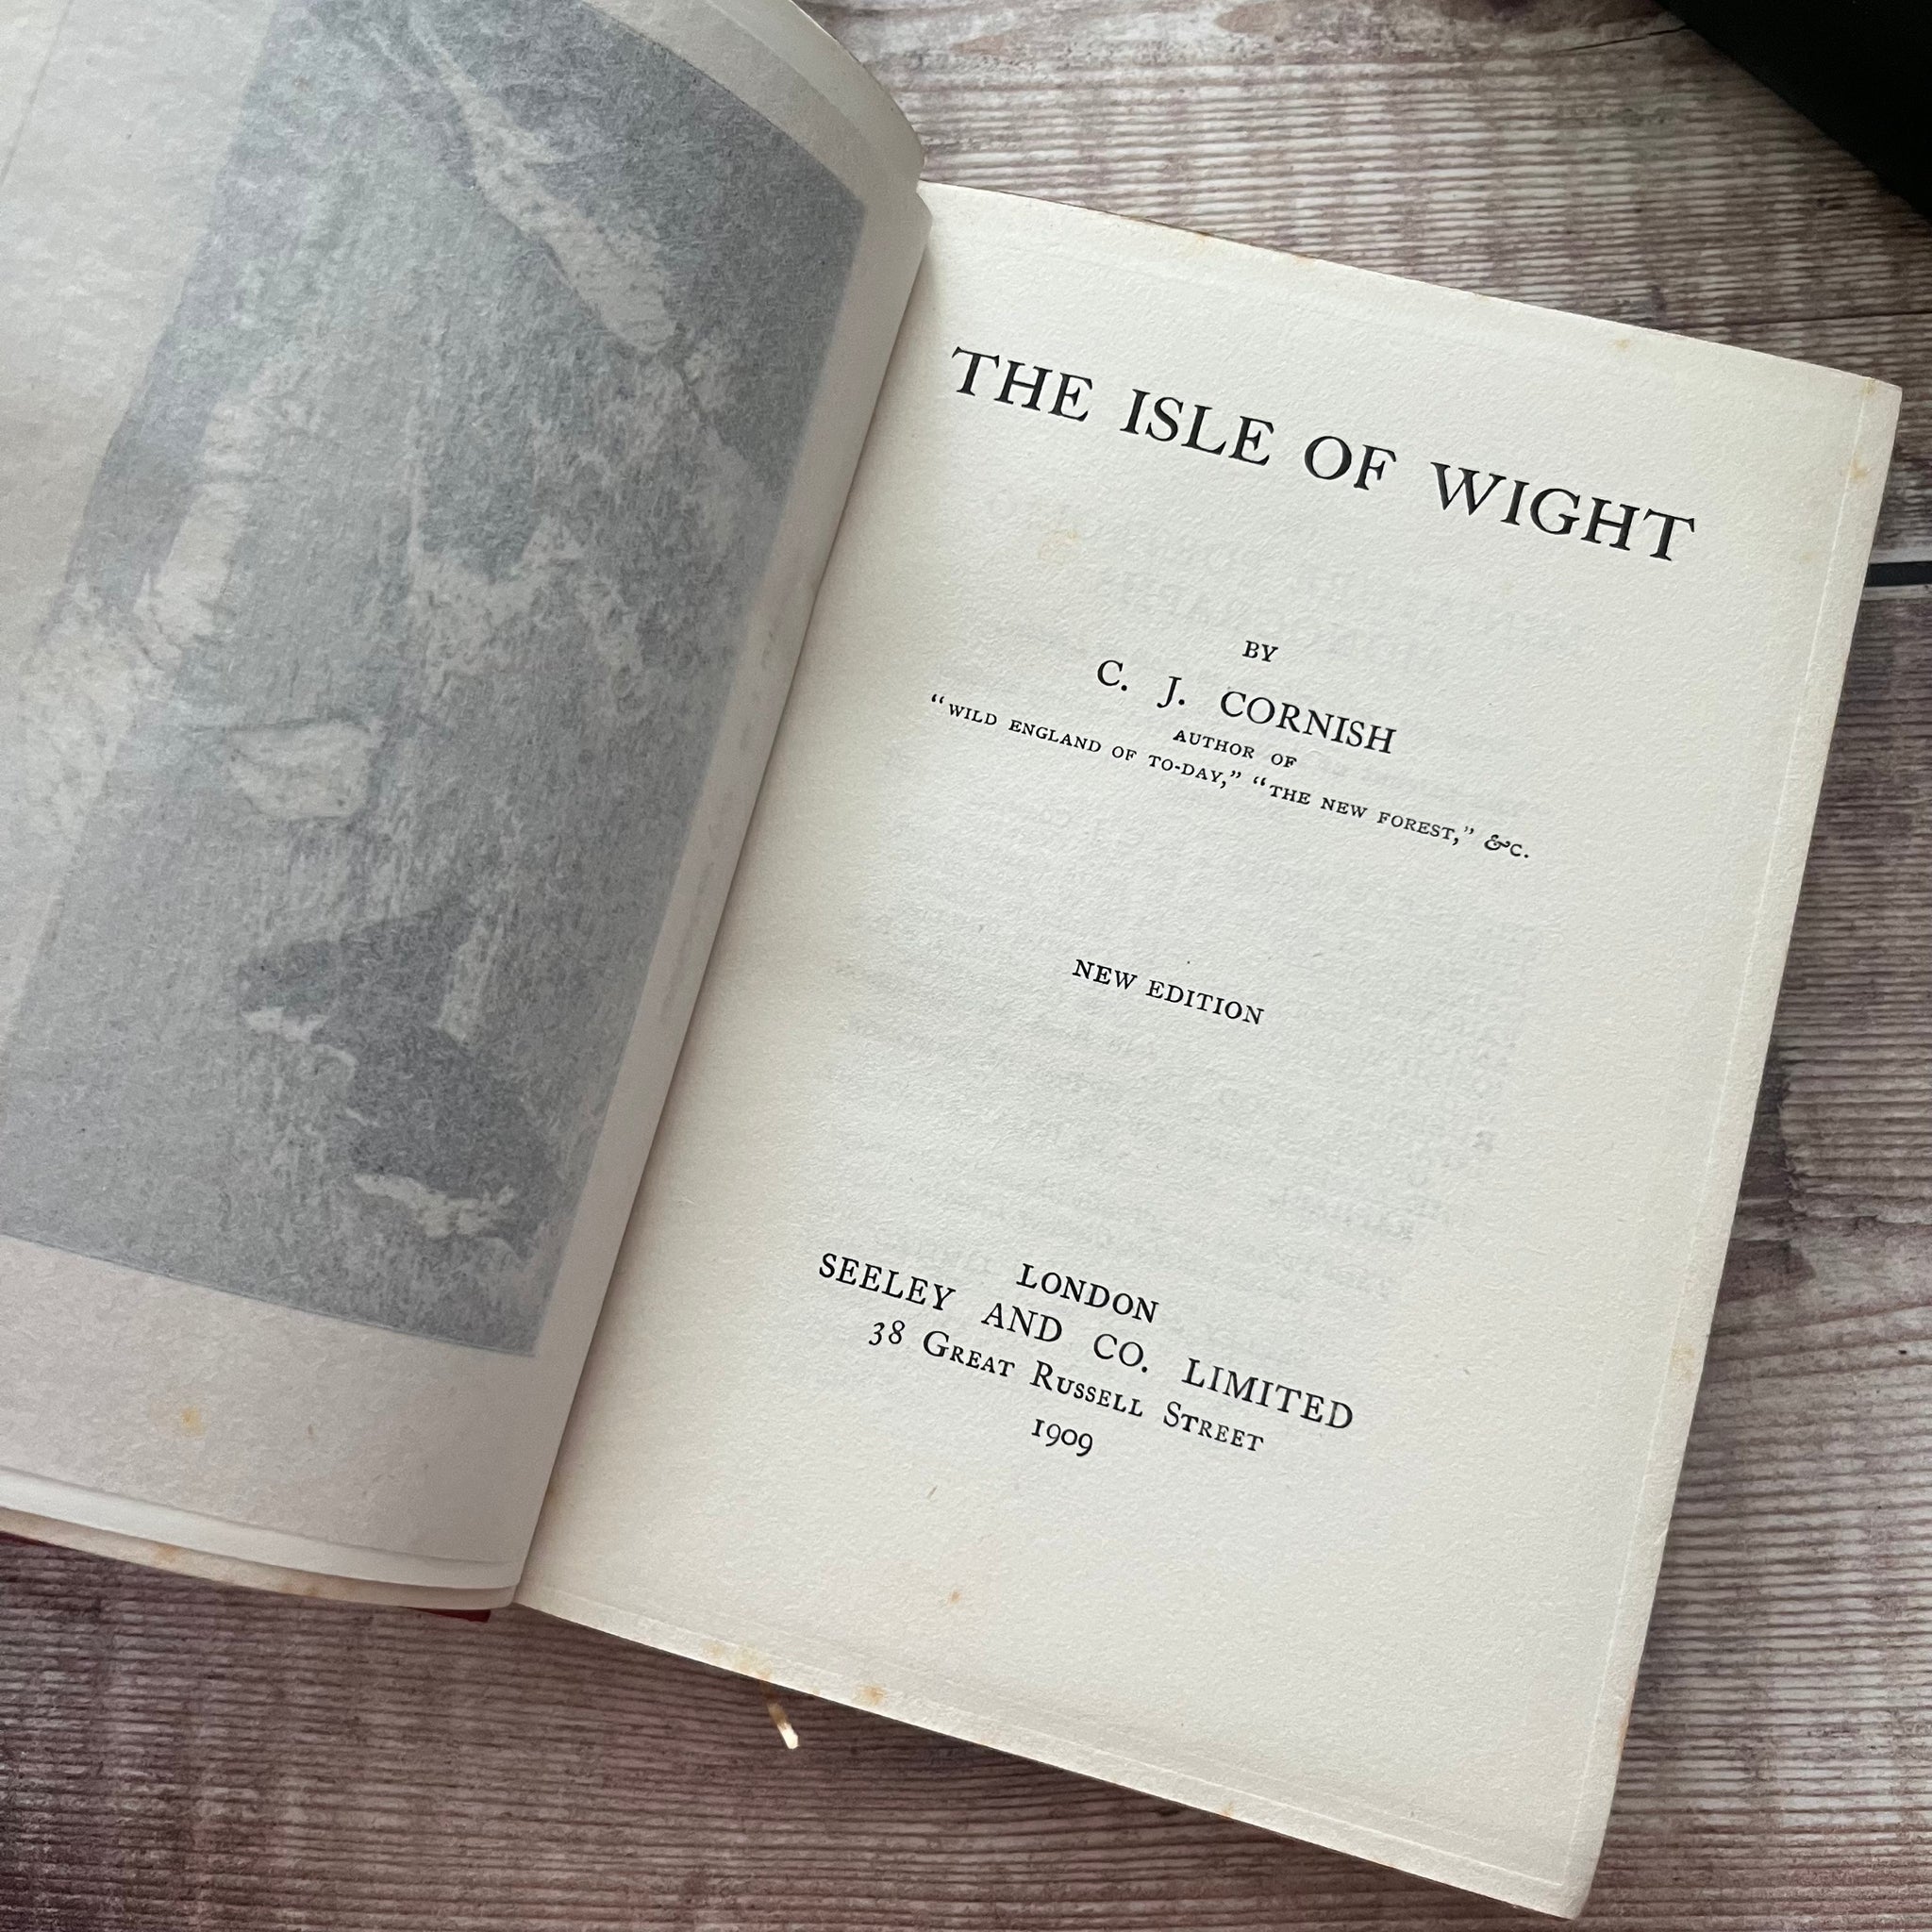 THE ISLE OF WIGHT
BY
C. J. CORNISH
AUTHOR OF
"WILD ENGLAND OF TO-DAY," "THE NEW FOREST," &C.
NEW EDITION
LONDON
SEELEY AND CO. LIMITED
38 GREAT RUSSELL STREET
1909